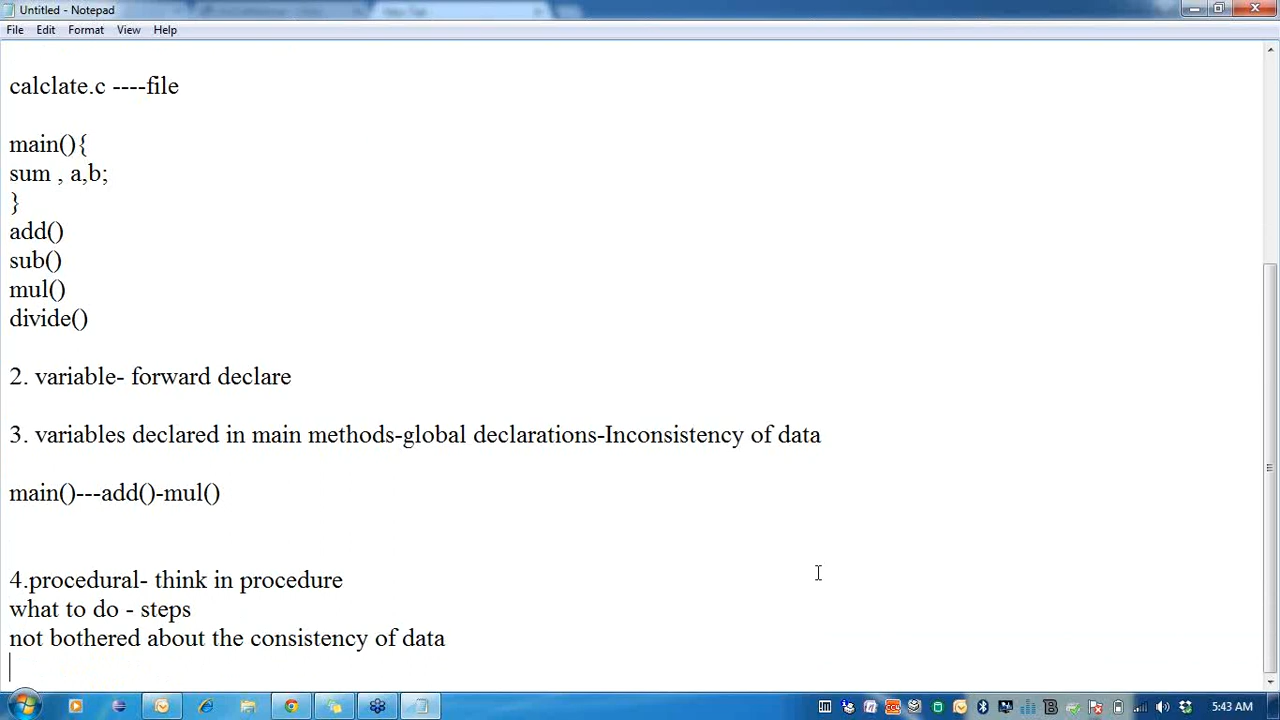 Untitled - Notepad
File Edit Format View Help
calclate.c ----file
main(){
sum , a,b;
}
add()
sub()
mul()
divide()
2. variable- forward declare
3. variables declared in main methods-global declarations-Inconsistency of data
main()---add()-mul()
4.procedural- think in procedure
what to do - steps
not bothered about the consistency of data
5:43 AM